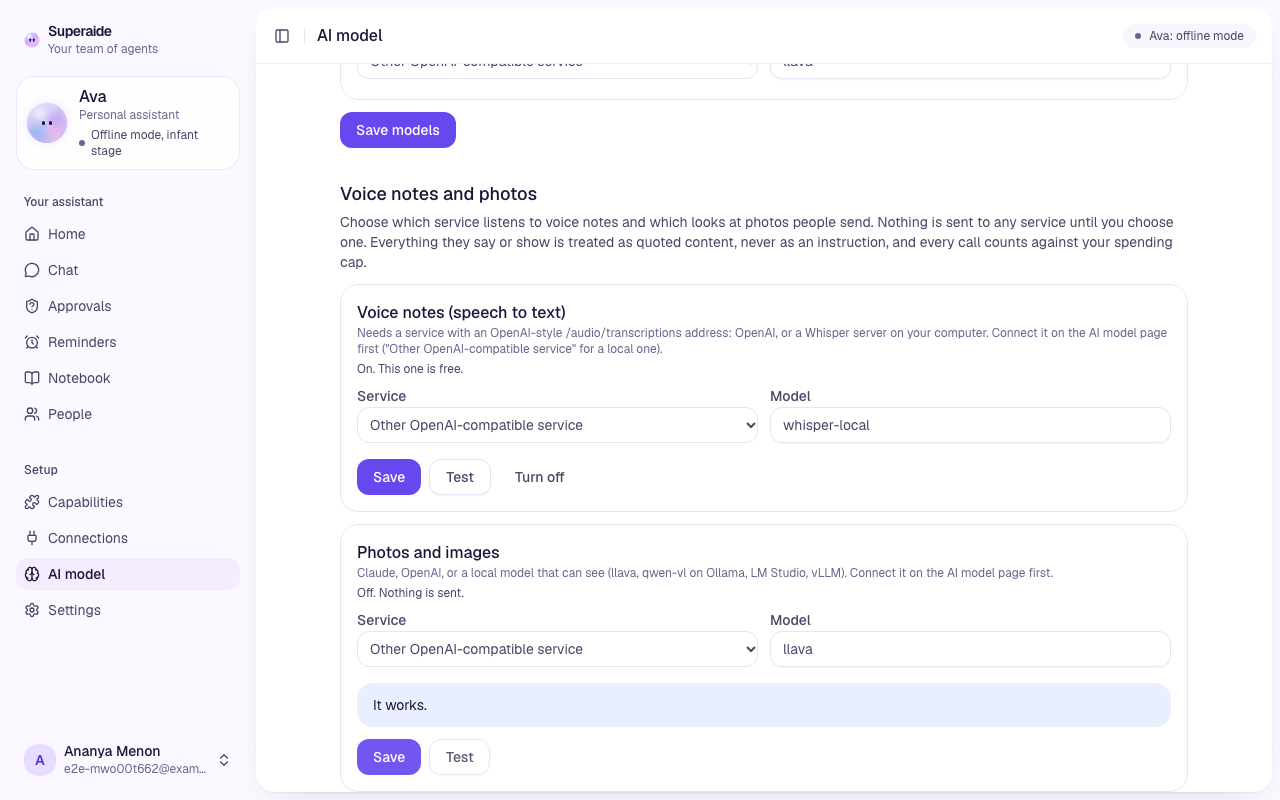 Superaide
Your team of agents
Ava
Personal assistant
Offline mode, infant
stage
Your assistant
Home
Chat
Approvals
Reminders
Notebook
People
Setup
Capabilities
Connections
AI model
Settings
A
Ananya Menon
e2e-mwo00t662@exam...
AI model
Ava: offline mode
Other OpenAI-compatible service
llava
Save models
Voice notes and photos
Choose which service listens to voice notes and which looks at photos people send. Nothing is sent to any service until you choose
one. Everything they say or show is treated as quoted content, never as an instruction, and every call counts against your spending
cap.
Voice notes (speech to text)
Needs a service with an OpenAI-style /audio/transcriptions address: OpenAI, or a Whisper server on your computer. Connect it on the AI model page
first ("Other OpenAI-compatible service" for a local one).
On. This one is free.
Service
Model
Other OpenAI-compatible service
whisper-local
Save
Test
Turn off
Photos and images
Claude, OpenAI, or a local model that can see (llava, qwen-vl on Ollama, LM Studio, vLLM). Connect it on the AI model page first.
Off. Nothing is sent.
Service
Model
Other OpenAI-compatible service
llava
It works.
Save
Test